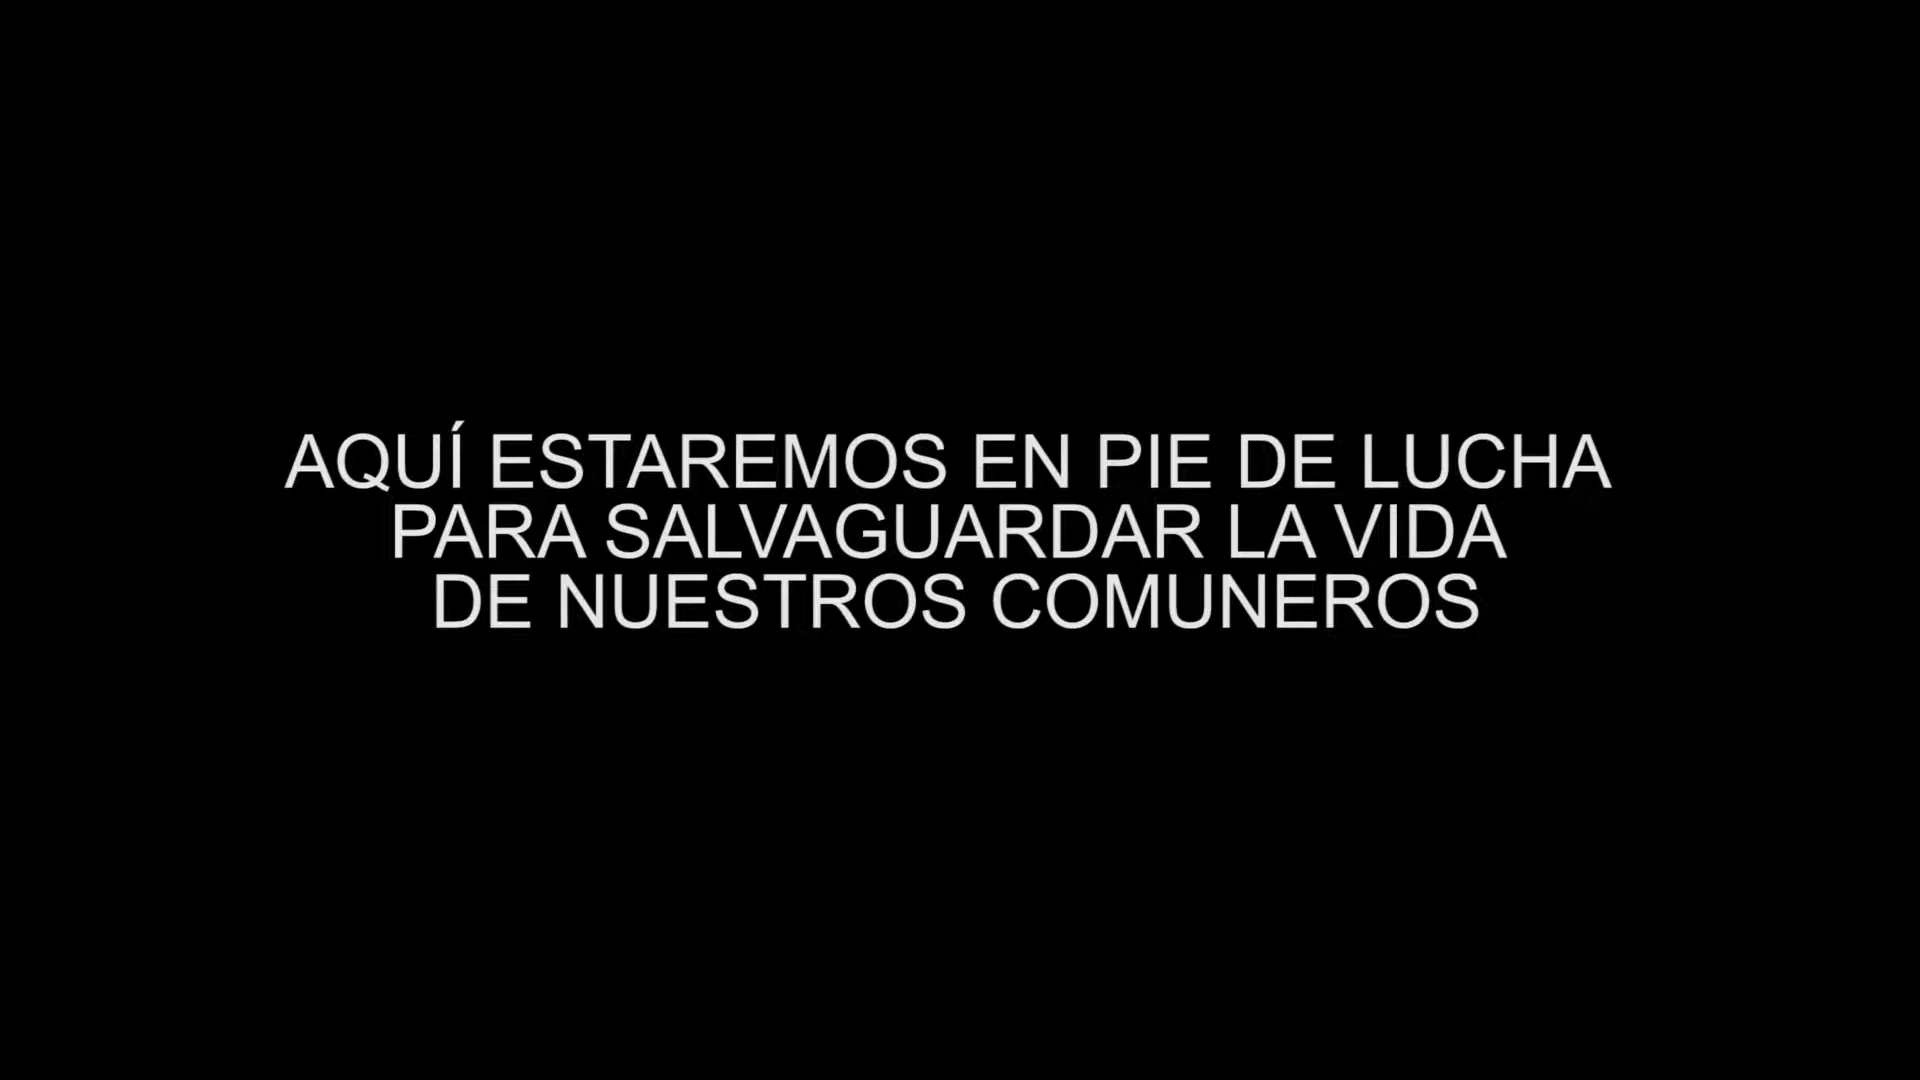 AQUÍ ESTAREMOS EN PIE DE LUCHA
PARA SALVAGUARDAR LA VIDA
DE NUESTROS COMUNEROS